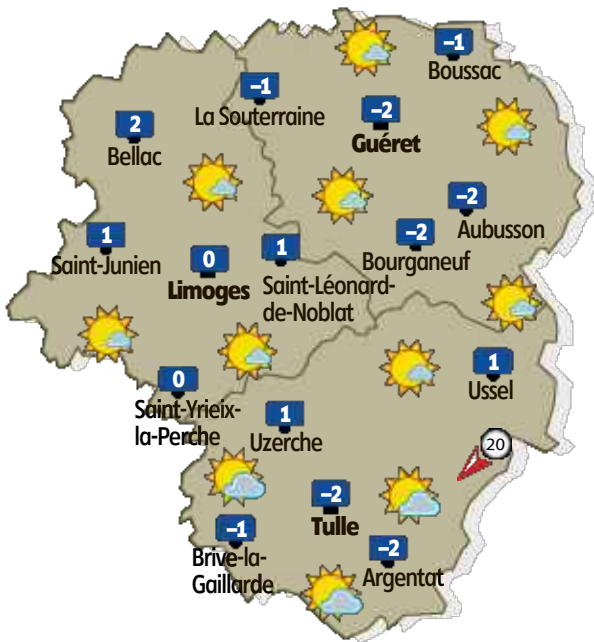 –1
Boussac
–1
La Souterraine
–2
Guéret
2
Bellac
–2
Aubusson
–2
Bourganeuf
1
Saint-Junien
0
Limoges
1
Saint-Léonard-
de-Noblat
1
Ussel
0
Saint-Yrieix-
la-Perche
1
Uzerche
20
–2
Tulle
–1
Brive-la-
Gaillarde
–2
Argentat